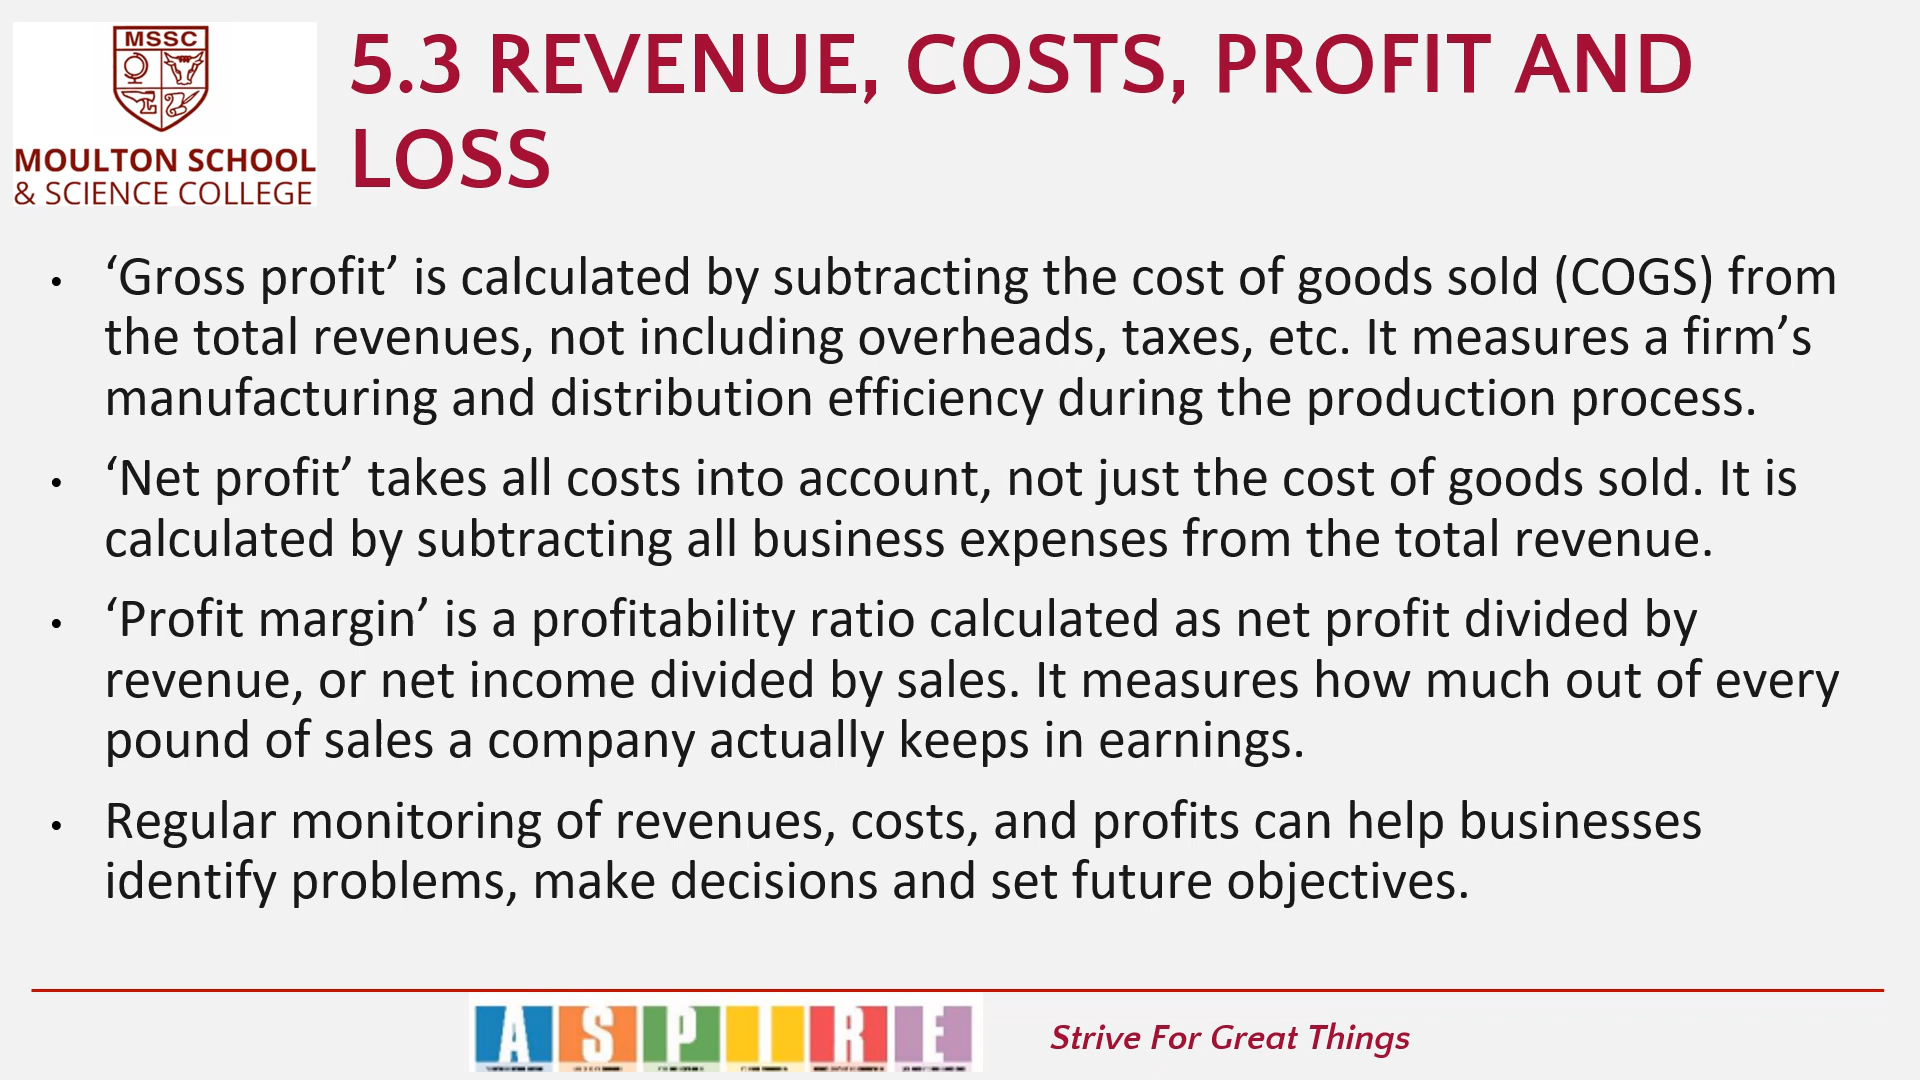 MSSC
MOULTON SCHOOL
& SCIENCE COLLEGE
5.3 REVENUE, COSTS, PROFIT AND
LOSS
• ‘Gross profit’ is calculated by subtracting the cost of goods sold (COGS) from
the total revenues, not including overheads, taxes, etc. It measures a firm’s
manufacturing and distribution efficiency during the production process.
• ‘Net profit’ takes all costs into account, not just the cost of goods sold. It is
calculated by subtracting all business expenses from the total revenue.
• ‘Profit margin’ is a profitability ratio calculated as net profit divided by
revenue, or net income divided by sales. It measures how much out of every
pound of sales a company actually keeps in earnings.
• Regular monitoring of revenues, costs, and profits can help businesses
identify problems, make decisions and set future objectives.
ASPIRE
Strive For Great Things